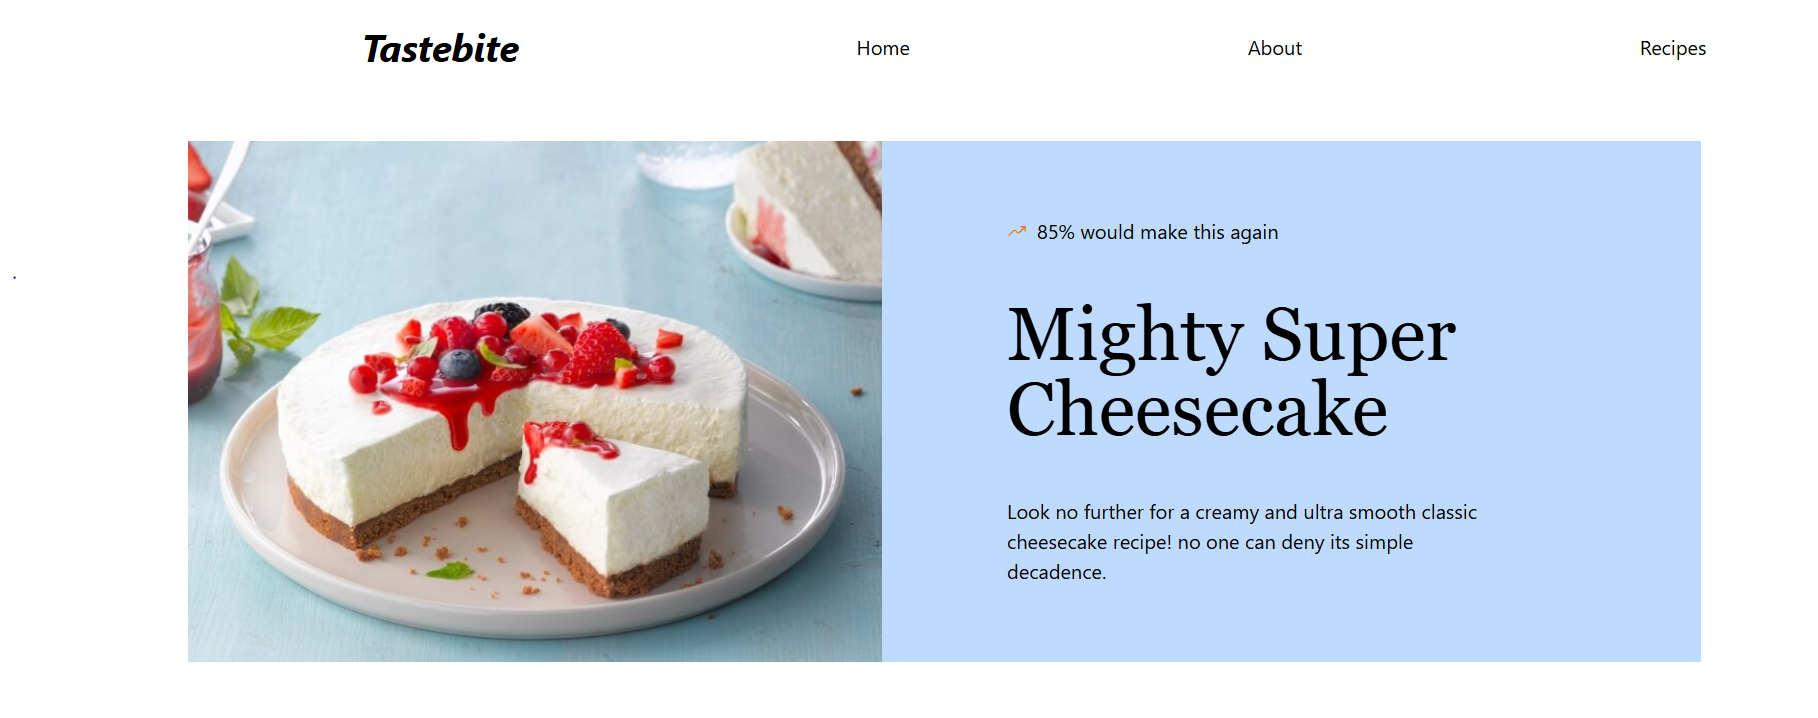 Tastebite
Home
About
Recipes
85% would make this again
Mighty Super
Cheesecake
Look no further for a creamy and ultra smooth classic
cheesecake recipe! no one can deny its simple
decadence.